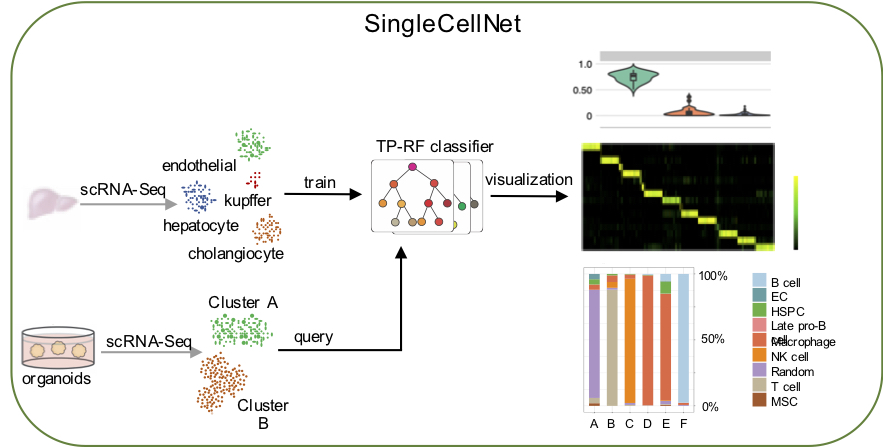 SingleCellNet
1.0
0.50
0
TP-RF classifier
endothelial
scRNA-Seq
kupffer
hepatocyte
cholangiocyte
train
visualization
Cluster A
scRNA-Seq
organoids
Cluster
B
query
100%
50%
0%
A B C D E F
B cell
EC
HSPC
Late pro-B
cell
Macrophage
NK cell
Random
T cell
MSC